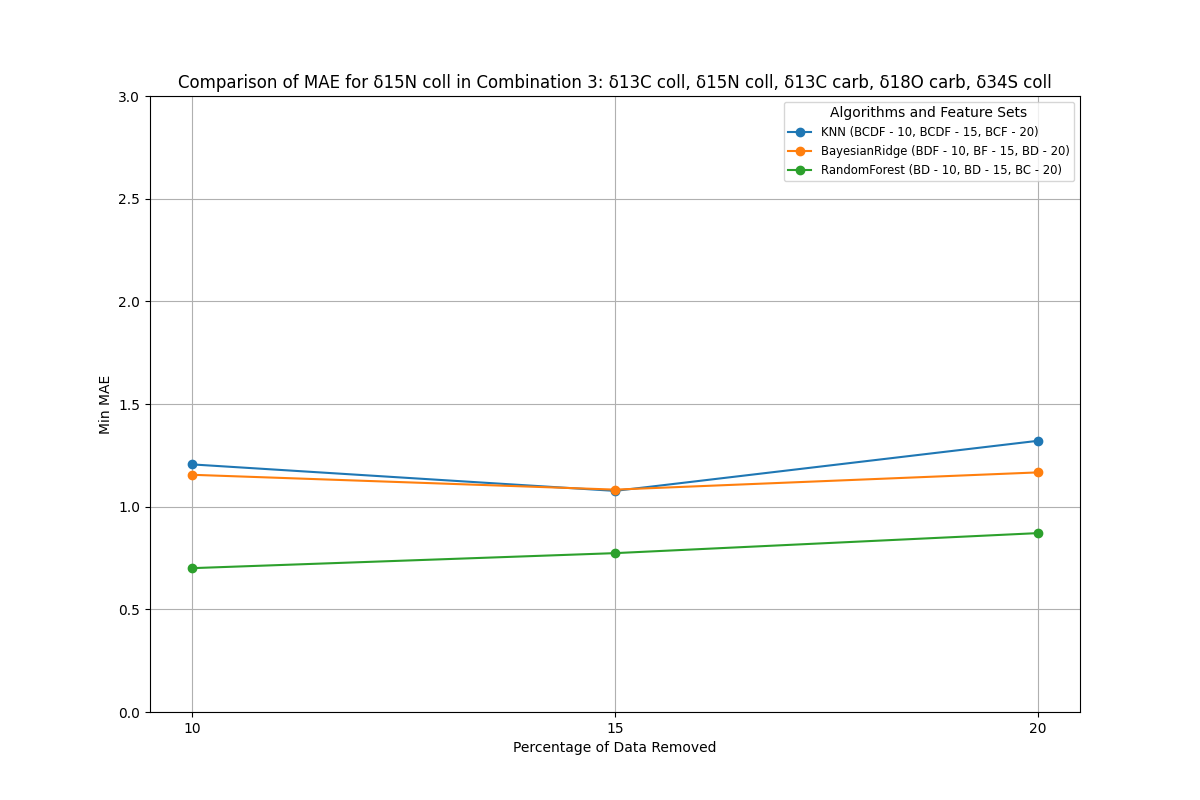 Comparison of MAE for δ15N coll in Combination 3: δ13C coll, δ15N coll, δ13C carb, δ18O carb, δ34S coll
3.0
2.5
2.0
1.5
1.0
0.5
0.0
Min MAE
Algorithms and Feature Sets
KNN (BCDF - 10, BCDF - 15, BCF - 20)
BayesianRidge (BDF - 10, BF - 15, BD - 20)
RandomForest (BD - 10, BD - 15, BC - 20)
10 15 20
Percentage of Data Removed